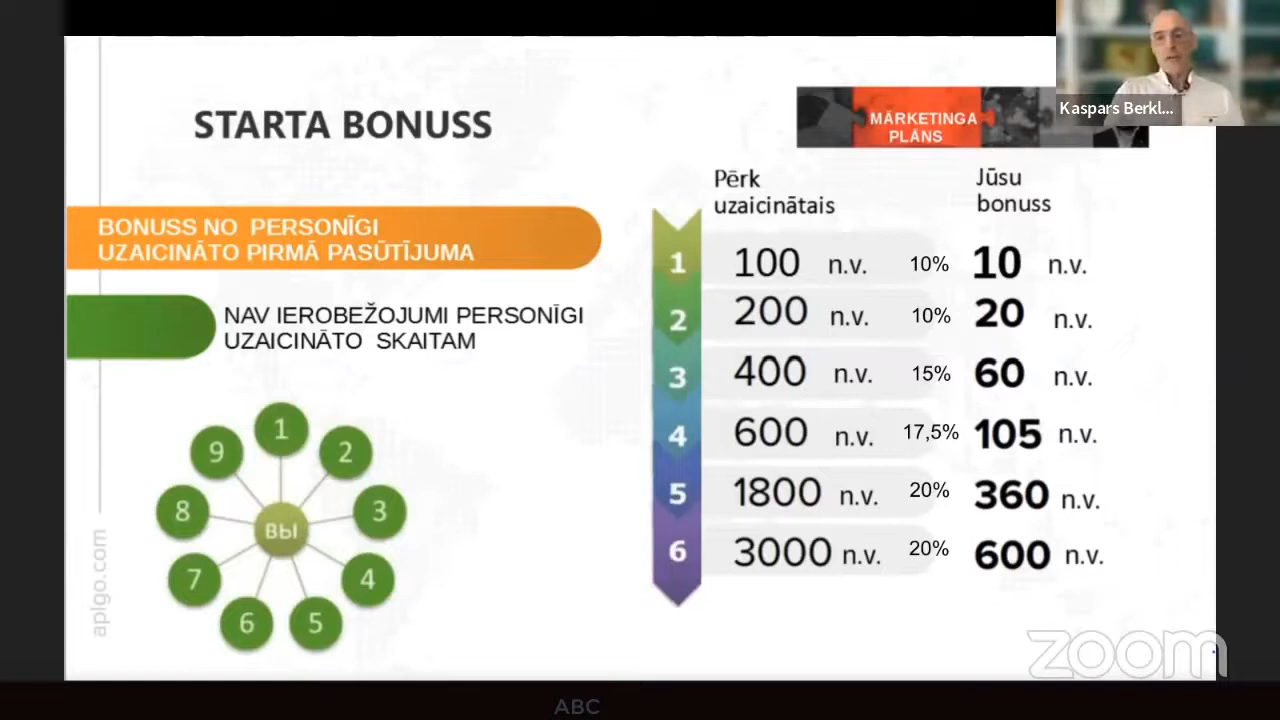 STARTA BONUSS
MĀRKETINGA
PLĀNS
Kaspars Berkl...
BONUSS NO PERSONĪGI
UZAICINĀTO PIRMĀ PASŪTĪJUMA
NAV IEROBEŽOJUMI PERSONĪGI
UZAICINĀTO SKAITAM
1
2
3
4
5
6
7
8
9
ВЫ
aplgo.com
Pērk
uzaicinātais
Jūsu
bonuss
1 100 n.v. 10% 10 n.v.
2 200 n.v. 10% 20 n.v.
3 400 n.v. 15% 60 n.v.
4 600 n.v. 17,5% 105 n.v.
5 1800 n.v. 20% 360 n.v.
6 3000 n.v. 20% 600 n.v.
zoom
ABC